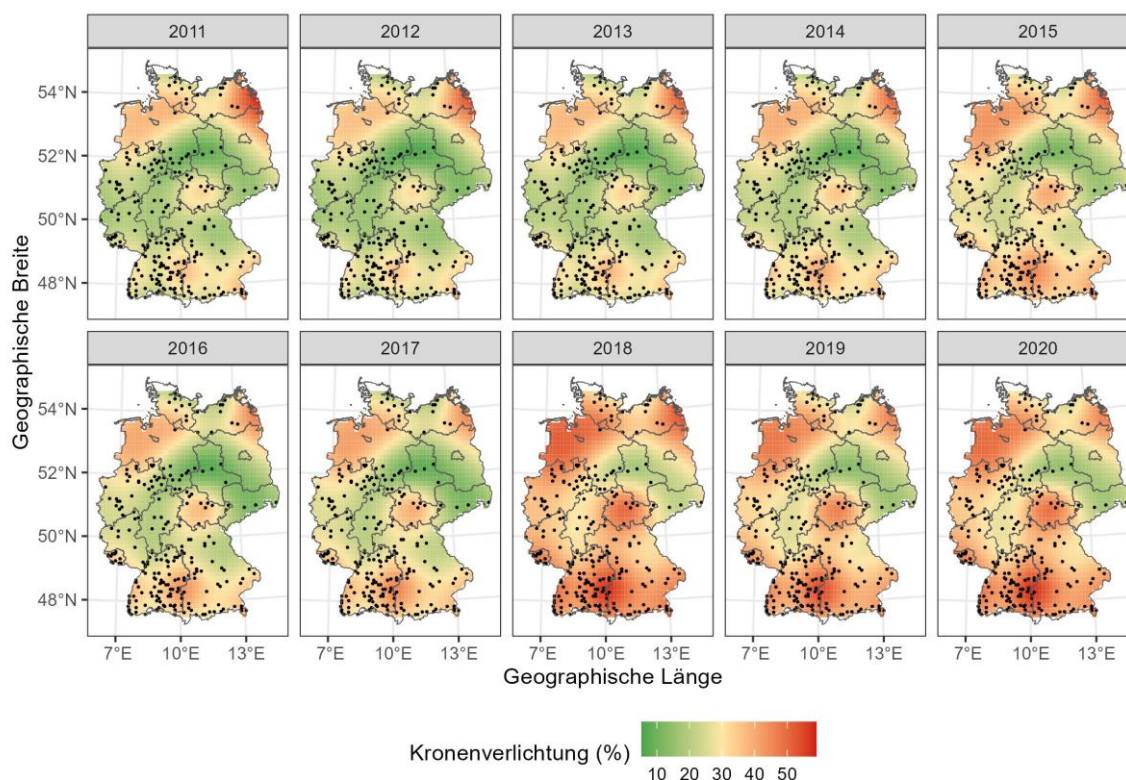 2011 2012 2013 2014 2015
54°N
52°N
50°N
48°N
2016 2017 2018 2019 2020
54°N
52°N
50°N
48°N
7°E 10°E 13°E 7°E 10°E 13°E 7°E 10°E 13°E 7°E 10°E 13°E 7°E 10°E 13°E
Geographische Breite
Geographische Länge
Kronenverlichtung (%)
10 20 30 40 50